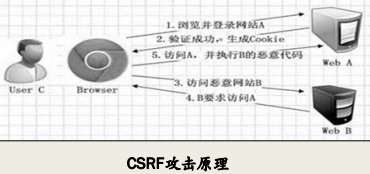 1.浏览并登录网站A
2.验证成功，生成Cookie
5.访问A，并执行B的恶意代码
Web A
User C
Browser
3.访问恶意网站B
4.B要求访问A
Web B
CSRF攻击原理